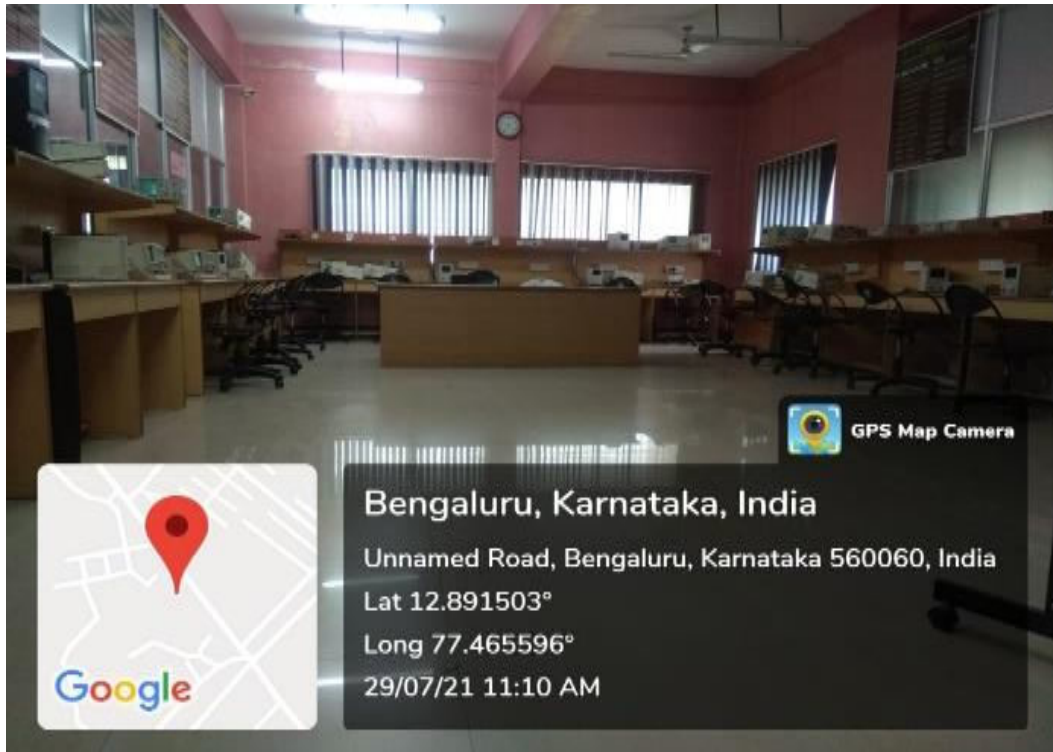 GPS Map Camera
Bengaluru, Karnataka, India
Unnamed Road, Bengaluru, Karnataka 560060, India
Lat 12.891503°
Long 77.465596°
29/07/21 11:10 AM
Google